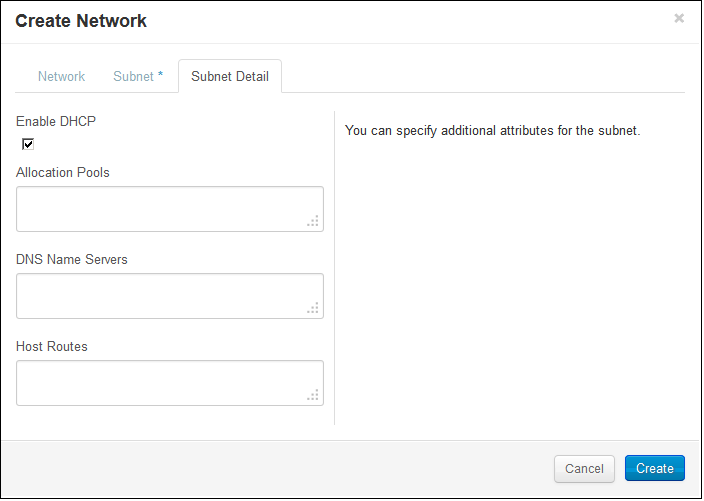 Create Network
×
Network
Subnet *
Subnet Detail
Enable DHCP
You can specify additional attributes for the subnet.
Allocation Pools
DNS Name Servers
Host Routes
Cancel
Create